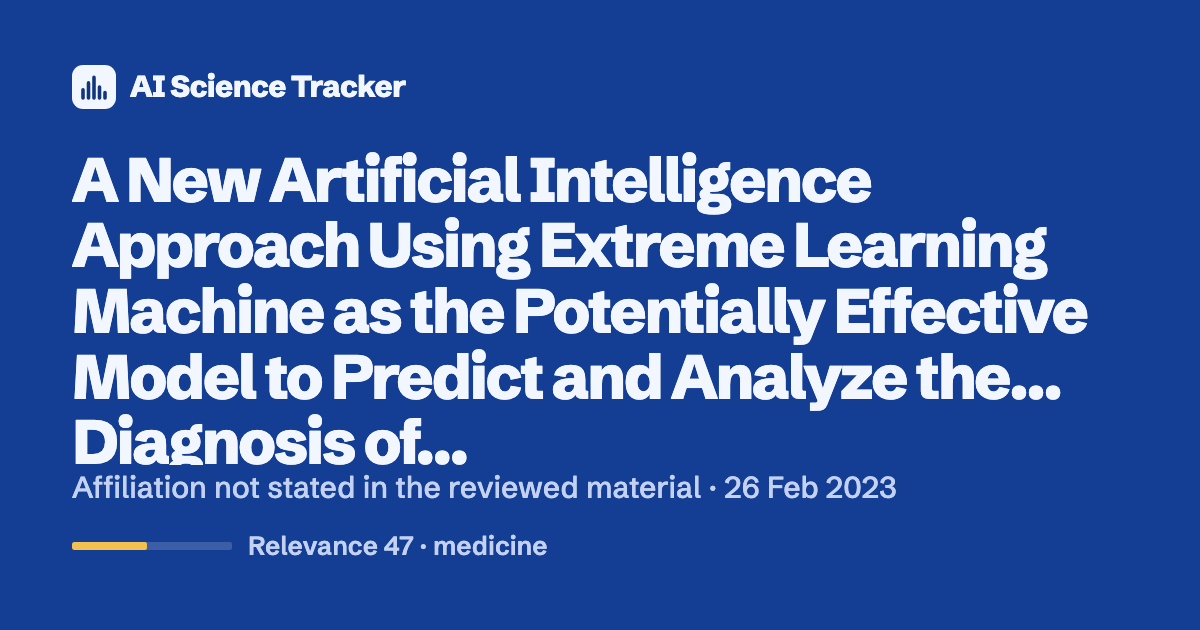 AI Science Tracker
A New Artificial Intelligence
Approach Using Extreme Learning
Machine as the Potentially Effective
Model to Predict and Analyze the...
Diagnosis of...
Affiliation not stated in the reviewed material · 26 Feb 2023
Relevance 47 · medicine